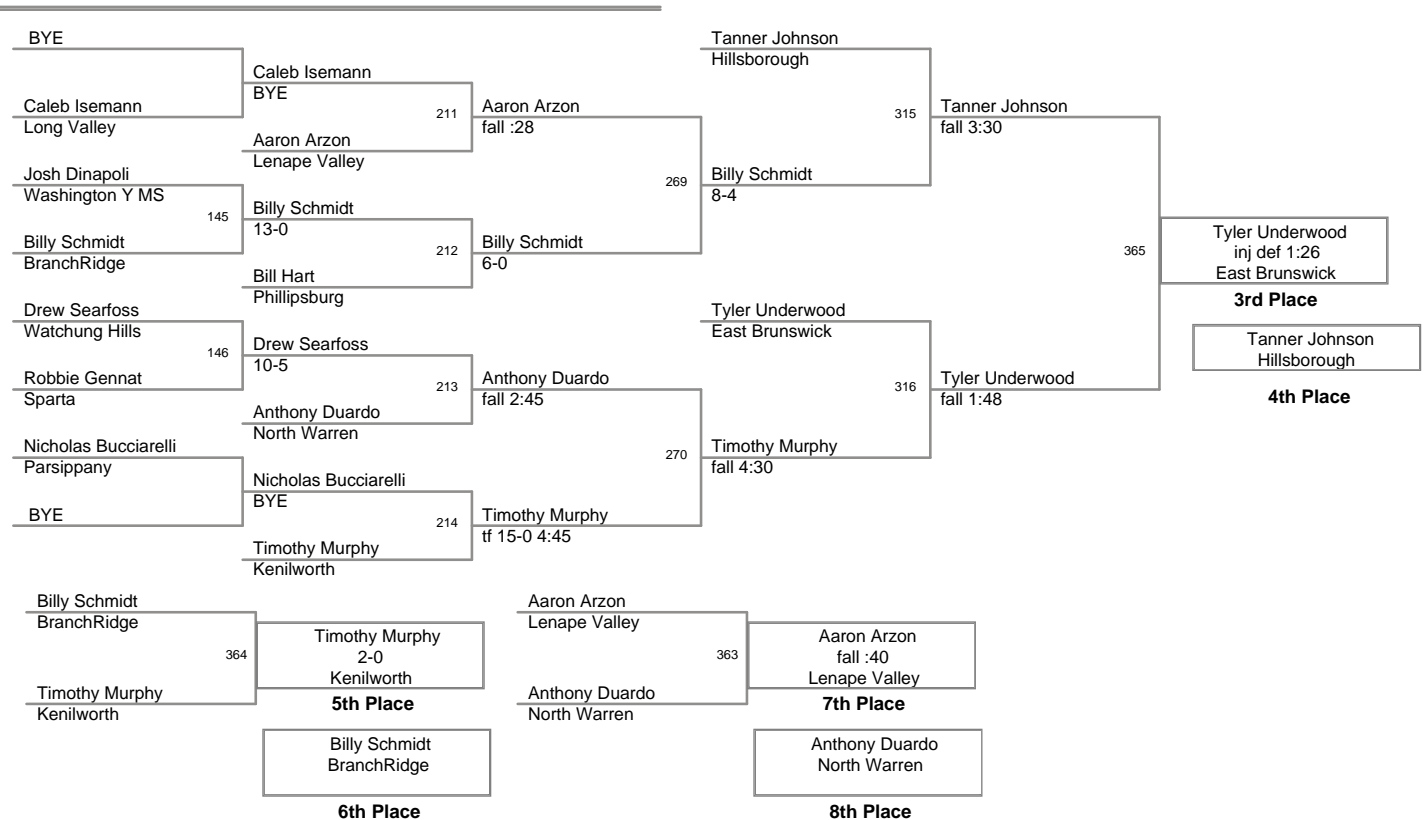 BYE
Caleb Isemann
Long Valley
Josh Dinapoli
Washington Y MS
145
Billy Schmidt
BranchRidge
Drew Searfoss
Watchung Hills
146
Robbie Gennat
Sparta
Nicholas Bucciarelli
Parsippany
BYE
Caleb Isemann
BYE
211
Aaron Arzon
Lenape Valley
Billy Schmidt
13-0
212
Bill Hart
Phillipsburg
Drew Searfoss
10-5
213
Anthony Duardo
North Warren
Nicholas Bucciarelli
BYE
214
Timothy Murphy
Kenilworth
Aaron Arzon
fall :28
269
Billy Schmidt
6-0
Anthony Duardo
fall 2:45
270
Timothy Murphy
tf 15-0 4:45
Tanner Johnson
Hillsborough
315
Billy Schmidt
8-4
Tyler Underwood
East Brunswick
316
Timothy Murphy
fall 4:30
Tanner Johnson
fall 3:30
365
Tyler Underwood
fall 1:48
Tyler Underwood
inj def 1:26
East Brunswick
3rd Place
Tanner Johnson
Hillsborough
4th Place
Billy Schmidt
BranchRidge
364
Timothy Murphy
Kenilworth
Timothy Murphy
2-0
Kenilworth
5th Place
Billy Schmidt
BranchRidge
6th Place
Aaron Arzon
Lenape Valley
363
Anthony Duardo
North Warren
Aaron Arzon
fall :40
Lenape Valley
7th Place
Anthony Duardo
North Warren
8th Place